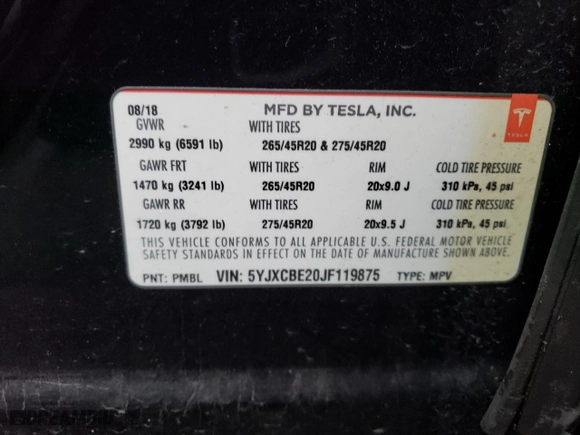 08/18 MFD BY TESLA, INC.
GVWR WITH TIRES
2990 kg (6591 lb) 265/45R20 & 275/45R20
TESLA
GAWR FRT WITH TIRES RIM COLD TIRE PRESSURE
1470 kg (3241 lb) 265/45R20 20x9.0 J 310 kPa, 45 psi
GAWR RR WITH TIRES RIM COLD TIRE PRESSURE
1720 kg (3792 lb) 275/45R20 20x9.5 J 310 kPa, 45 psi
THIS VEHICLE CONFORMS TO ALL APPLICABLE U.S. FEDERAL MOTOR VEHICLE
SAFETY STANDARDS IN EFFECT ON THE DATE OF MANUFACTURE SHOWN ABOVE.
PNT: PMBL VIN: 5YJXCBE20JF119875 TYPE: MPV